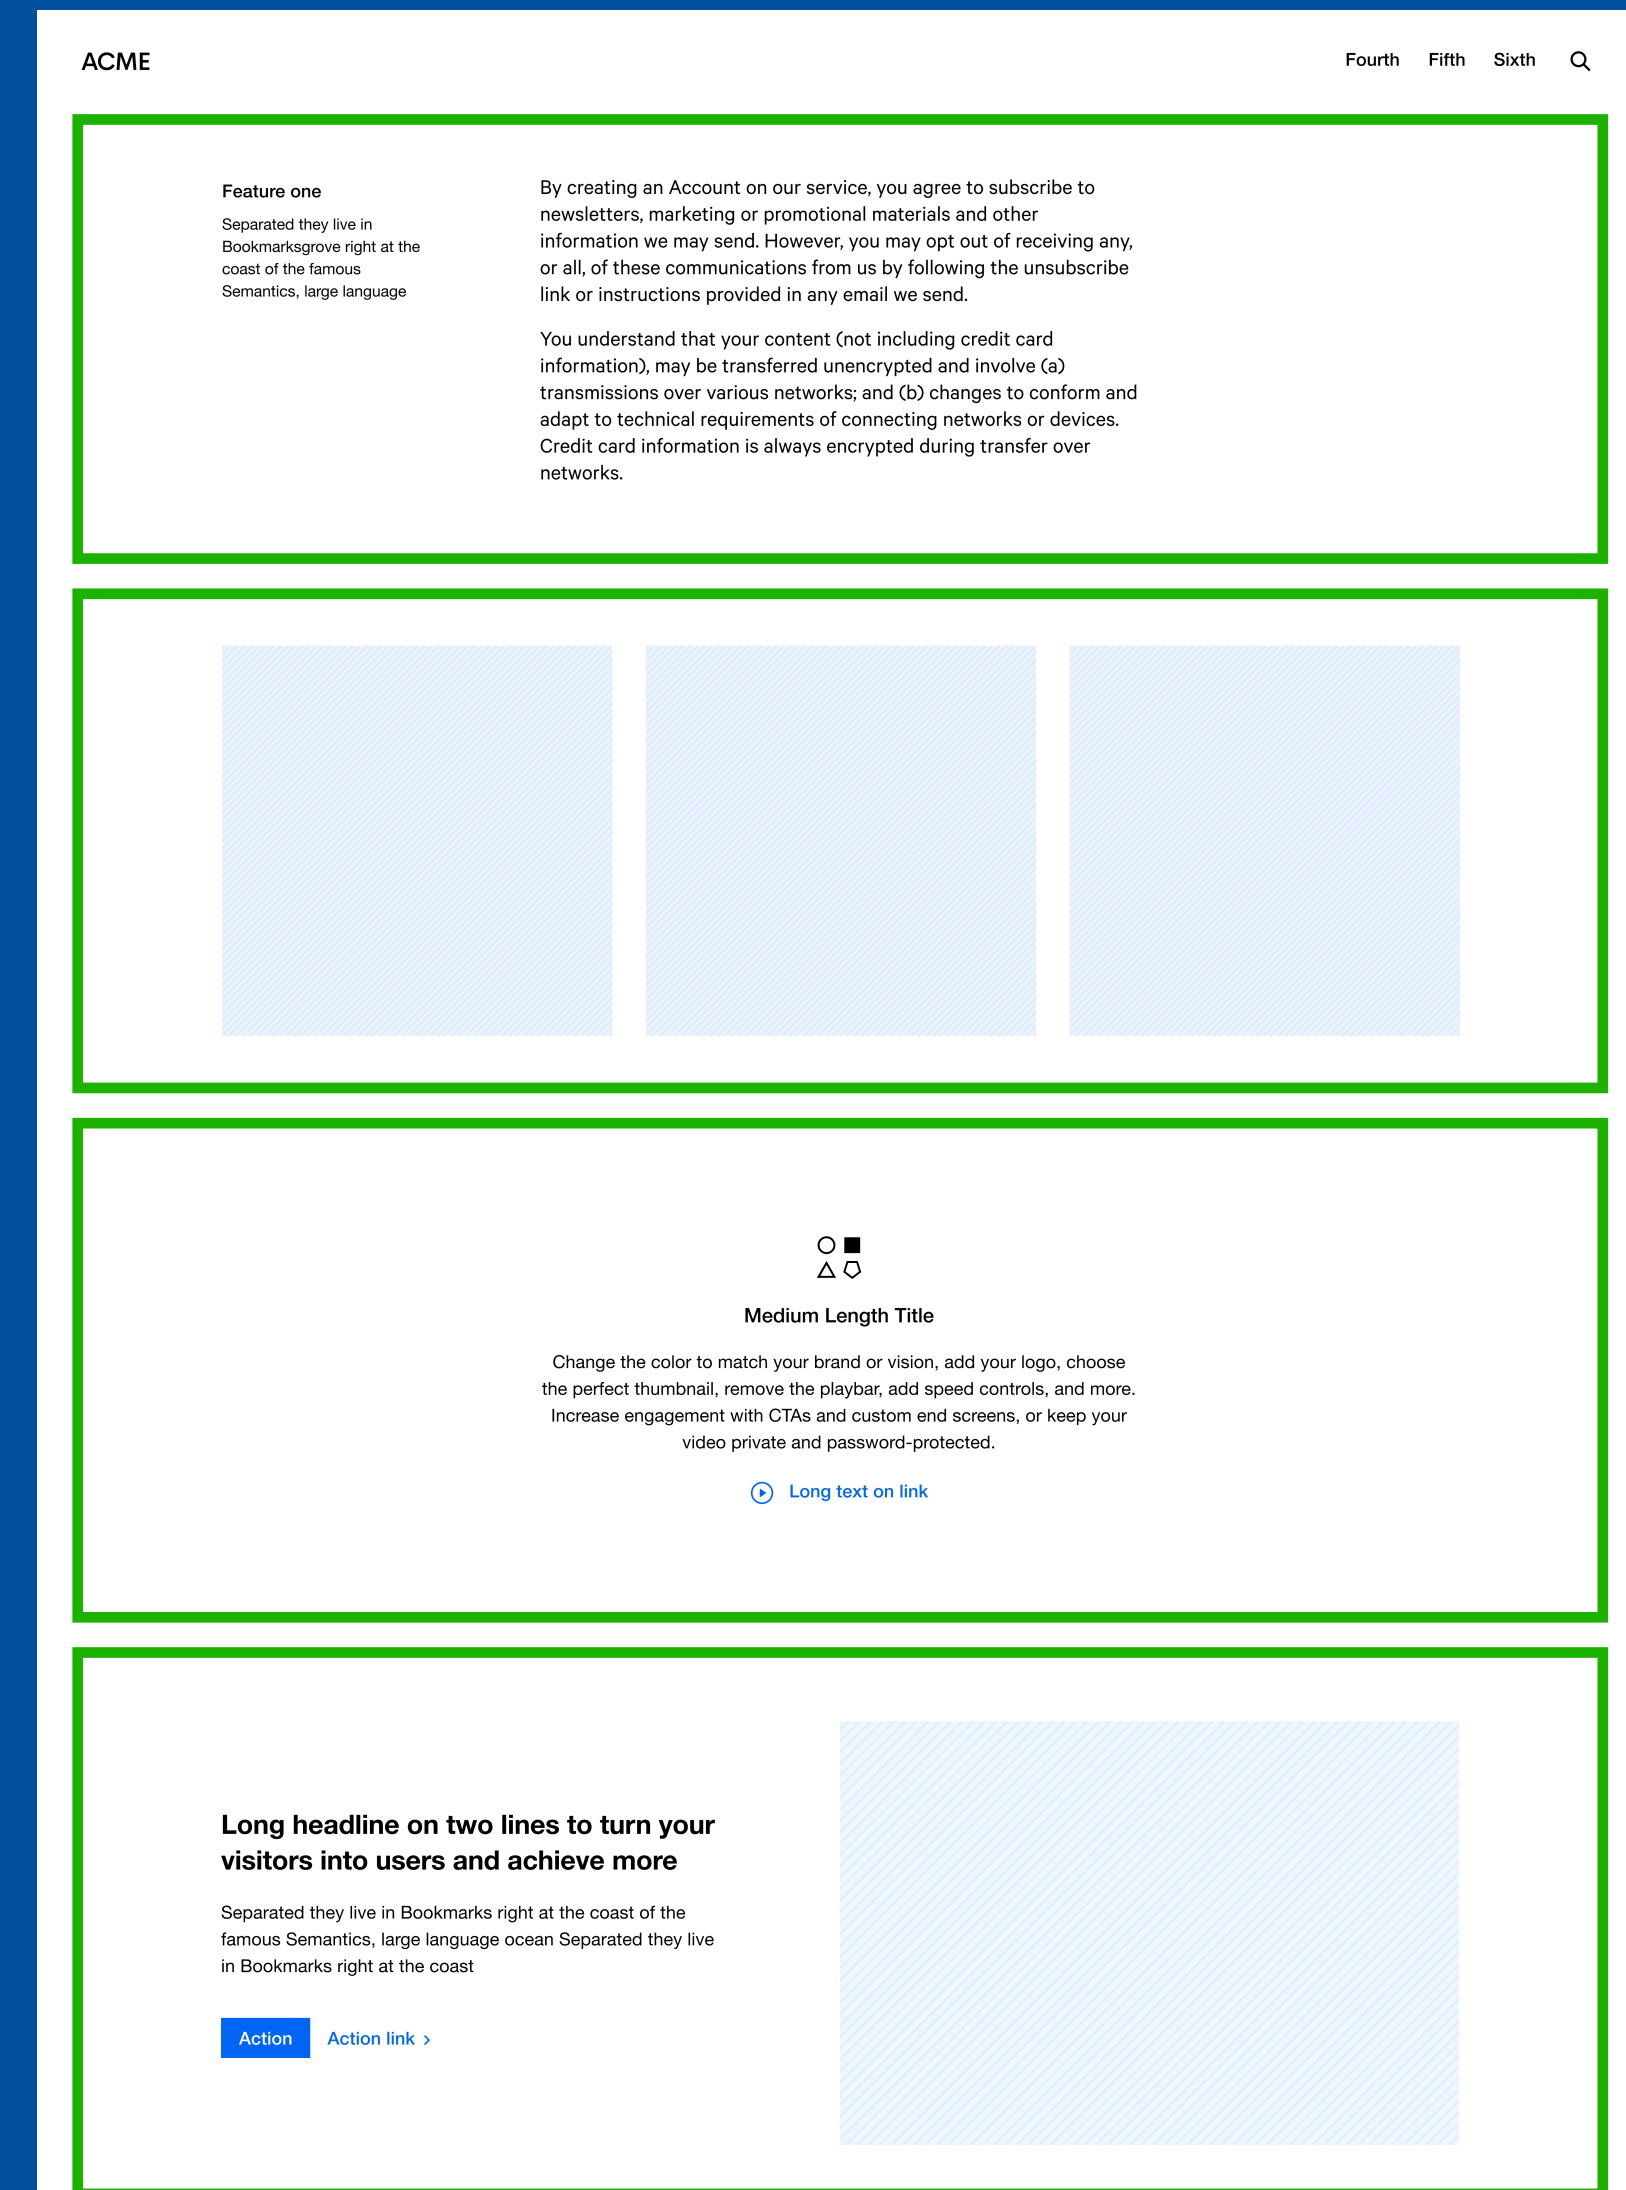 ACME
Fourth Fifth Sixth
Feature one
Separated they live in
Bookmarksgrove right at the
coast of the famous
Semantics, large language
By creating an Account on our service, you agree to subscribe to
newsletters, marketing or promotional materials and other
information we may send. However, you may opt out of receiving any,
or all, of these communications from us by following the unsubscribe
link or instructions provided in any email we send.
You understand that your content (not including credit card
information), may be transferred unencrypted and involve (a)
transmissions over various networks; and (b) changes to conform and
adapt to technical requirements of connecting networks or devices.
Credit card information is always encrypted during transfer over
networks.
Medium Length Title
Change the color to match your brand or vision, add your logo, choose
the perfect thumbnail, remove the playbar, add speed controls, and more.
Increase engagement with CTAs and custom end screens, or keep your
video private and password-protected.
Long text on link
Long headline on two lines to turn your
visitors into users and achieve more
Separated they live in Bookmarks right at the coast of the
famous Semantics, large language ocean Separated they live
in Bookmarks right at the coast
Action Action link